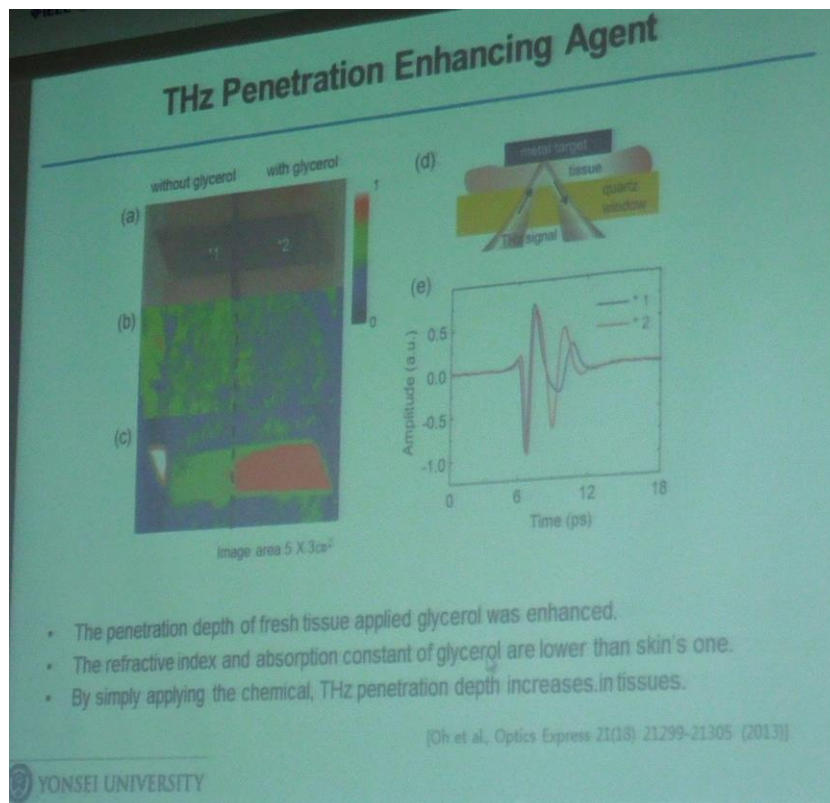 THz Penetration Enhancing Agent
without glycerol with glycerol
(a)
*1 *2
1
0
(b)
(c)
Image area 5 X 3cm²
(d)
metal target
tissue
quartz
window
THz signal
(e)
* 1
* 2
Amplitude (a.u.)
0.5
0.0
-0.5
-1.0
0 6 12 18
Time (ps)
• The penetration depth of fresh tissue applied glycerol was enhanced.
• The refractive index and absorption constant of glycerol are lower than skin's one.
• By simply applying the chemical, THz penetration depth increases.in tissues.
[Oh et al., Optics Express 21(18) 21299-21305 (2013)]
YONSEI UNIVERSITY